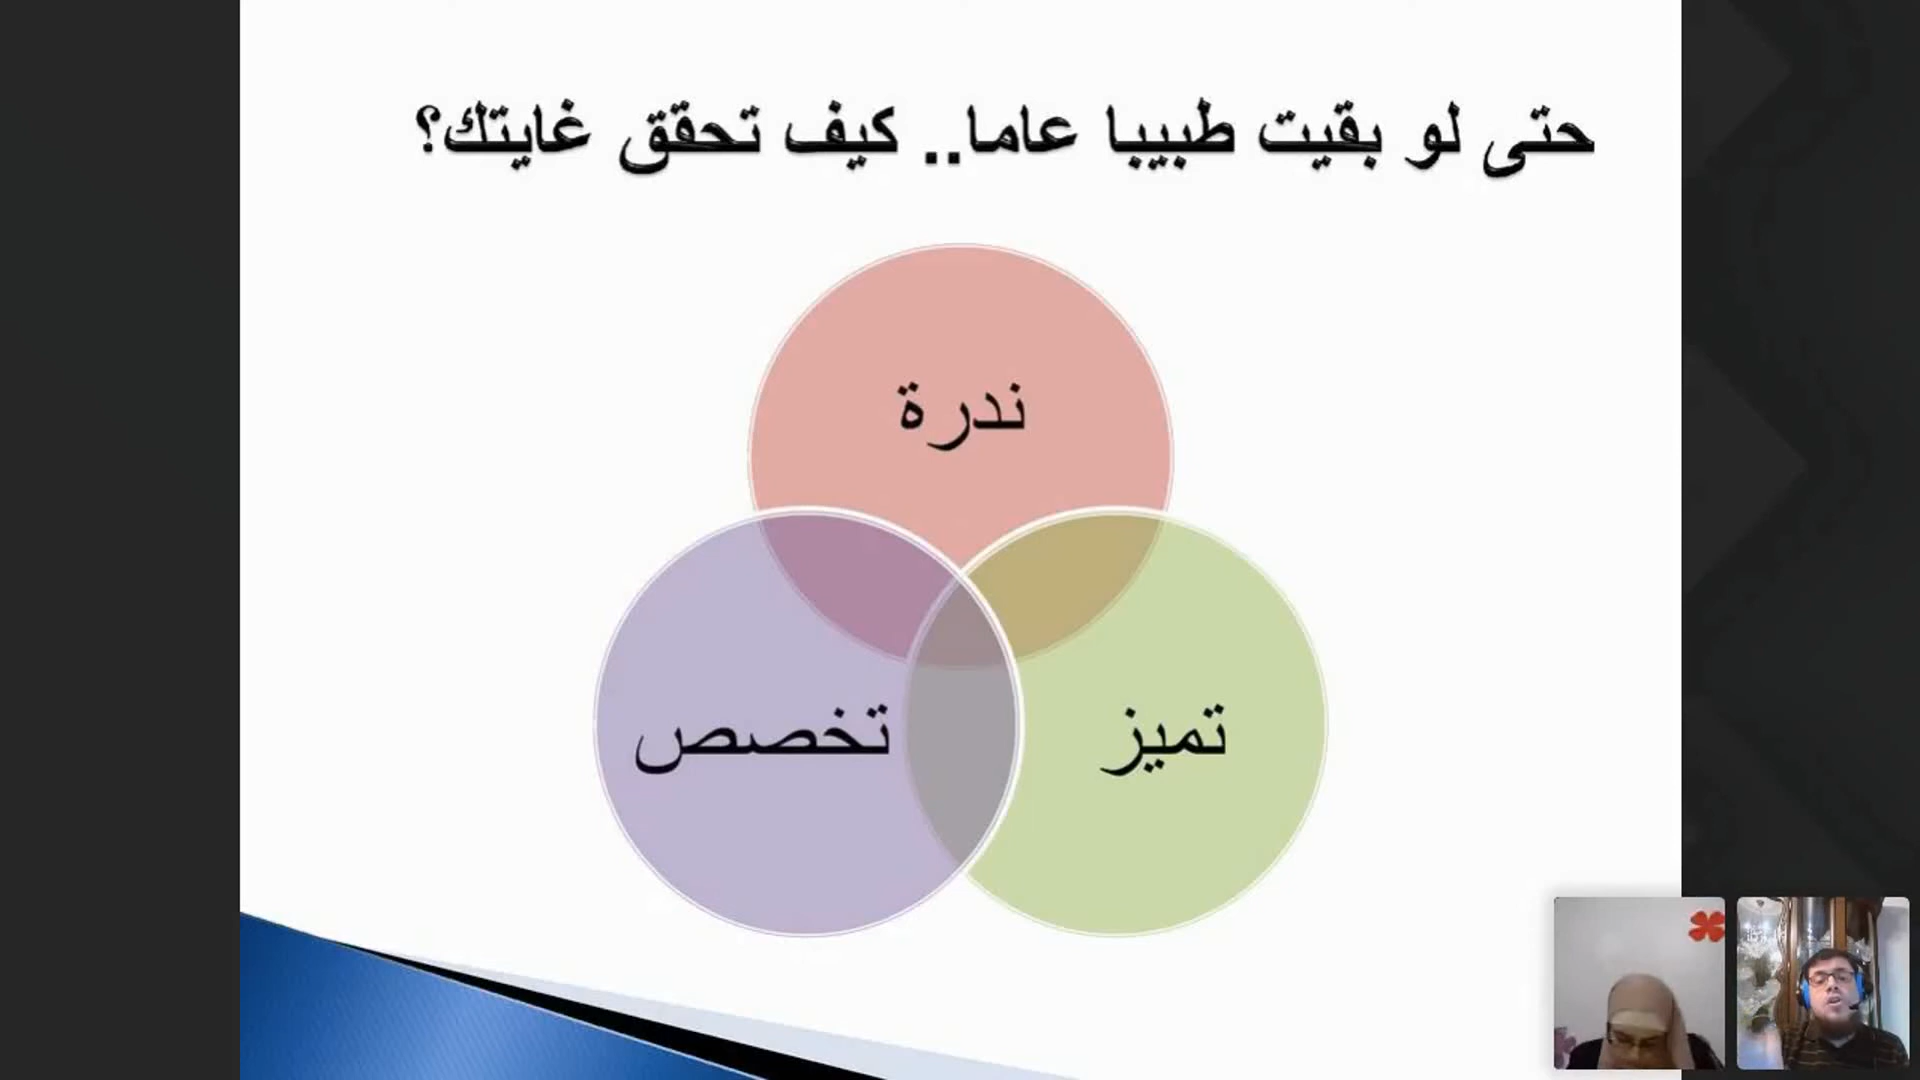 حتى لو بقيت طبيبا عاما.. كيف تحقق غايتك؟
ندرة
تميز
تخصص